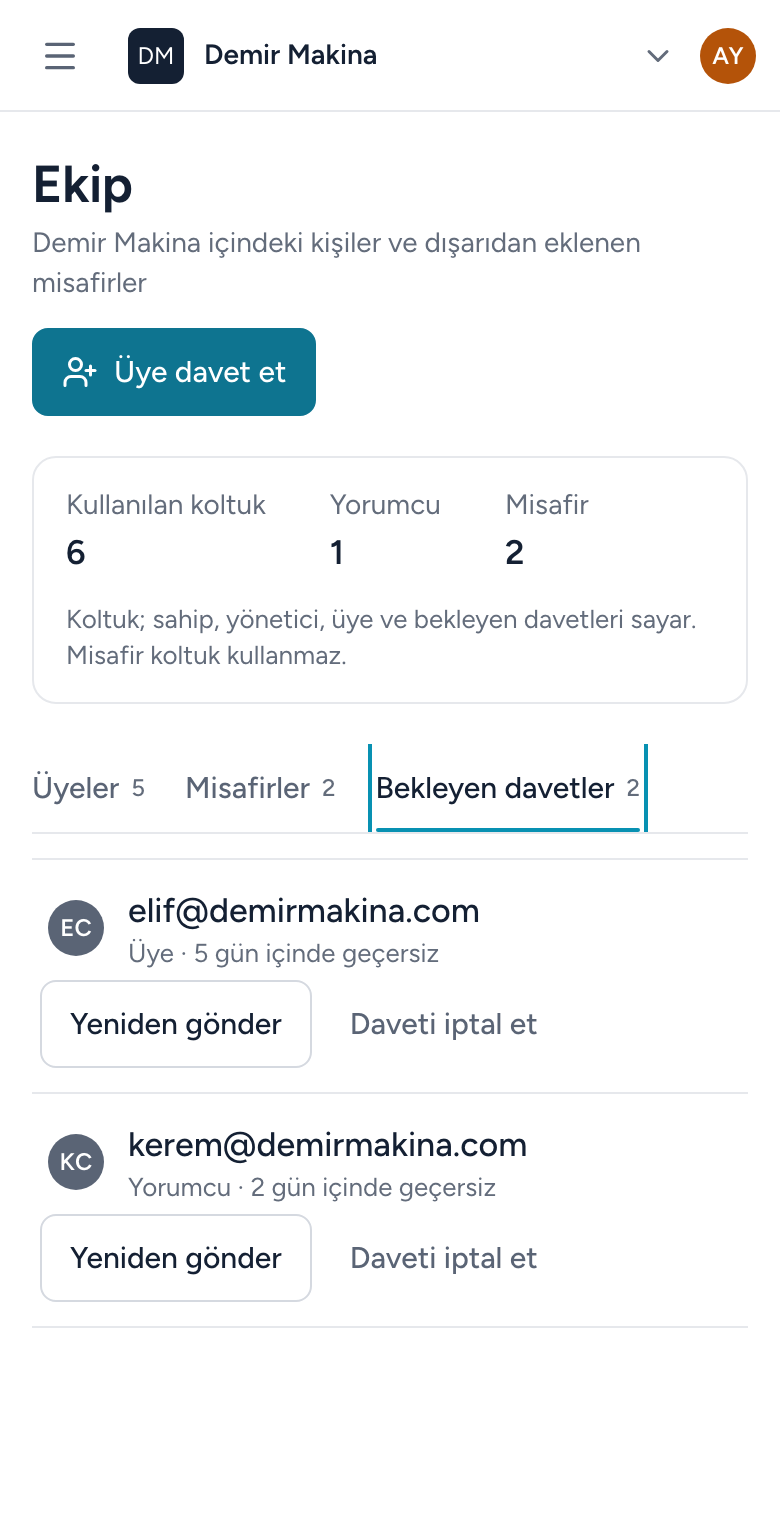 DM Demir Makina AY
Ekip
Demir Makina içindeki kişiler ve dışarıdan eklenen
misafirler
Üye davet et
Kullanılan koltuk Yorumcu Misafir
6 1 2
Koltuk; sahip, yönetici, üye ve bekleyen davetleri sayar.
Misafir koltuk kullanmaz.
Üyeler 5 Misafirler 2 Bekleyen davetler 2
EC elif@demirmakina.com
Üye · 5 gün içinde geçersiz
Yeniden gönder Daveti iptal et
KC kerem@demirmakina.com
Yorumcu · 2 gün içinde geçersiz
Yeniden gönder Daveti iptal et